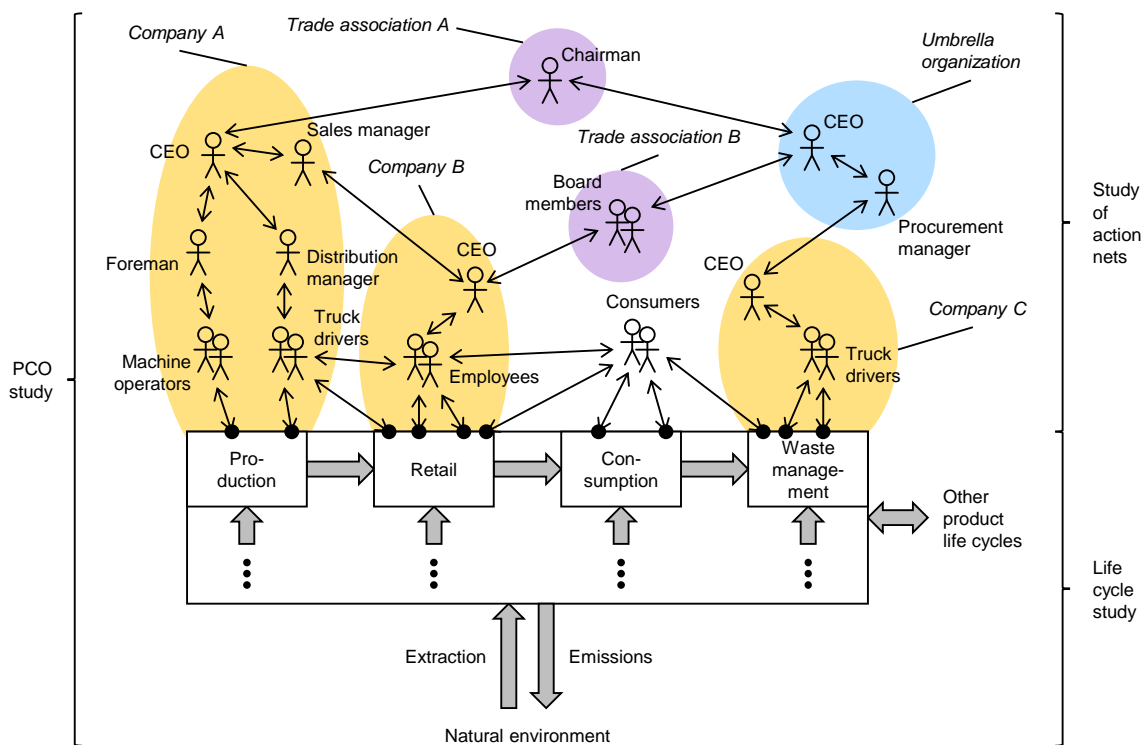 Company A
Trade association A
Chairman
Umbrella
organization
Sales manager
CEO
Company B
Trade association B
CEO
Board
members
Study
of
action
nets
Procurement
manager
Foreman
Distribution
manager
CEO
CEO
Consumers
Company C
Truck
drivers
PCO
study
Machine
operators
Employees
Truck
drivers
Pro-
duction
Retail
Con-
sumption
Waste
manage-
ment
Other
product
life cycles
Life
cycle
study
Extraction
Emissions
Natural environment